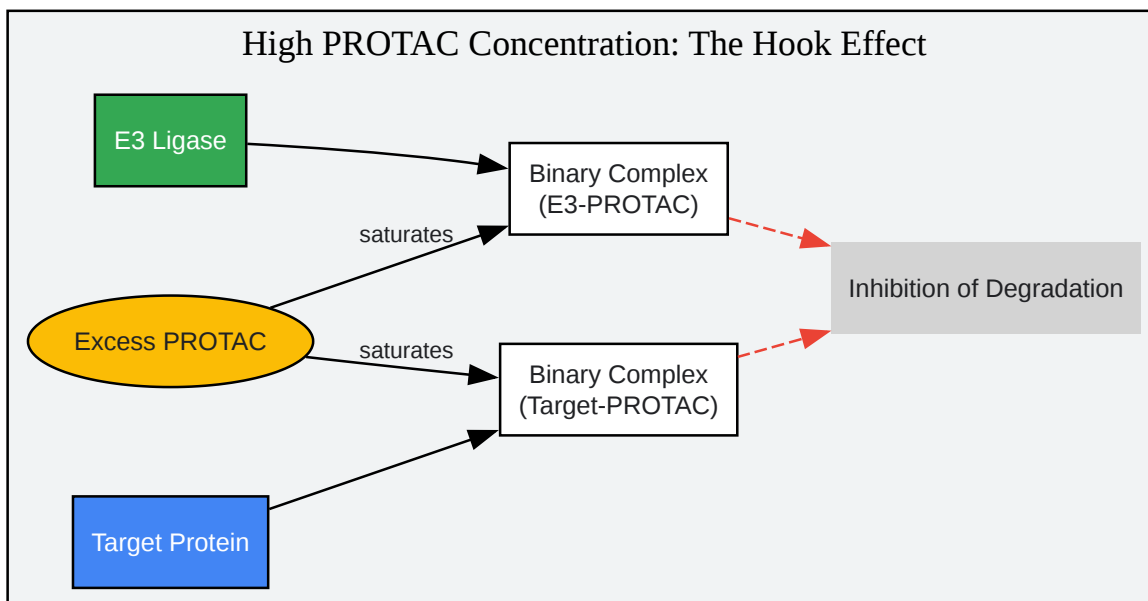 High PROTAC Concentration: The Hook Effect
E3 Ligase
Binary Complex
(E3-PROTAC)
saturates
Inhibition of Degradation
Excess PROTAC
saturates
Binary Complex
(Target-PROTAC)
Target Protein